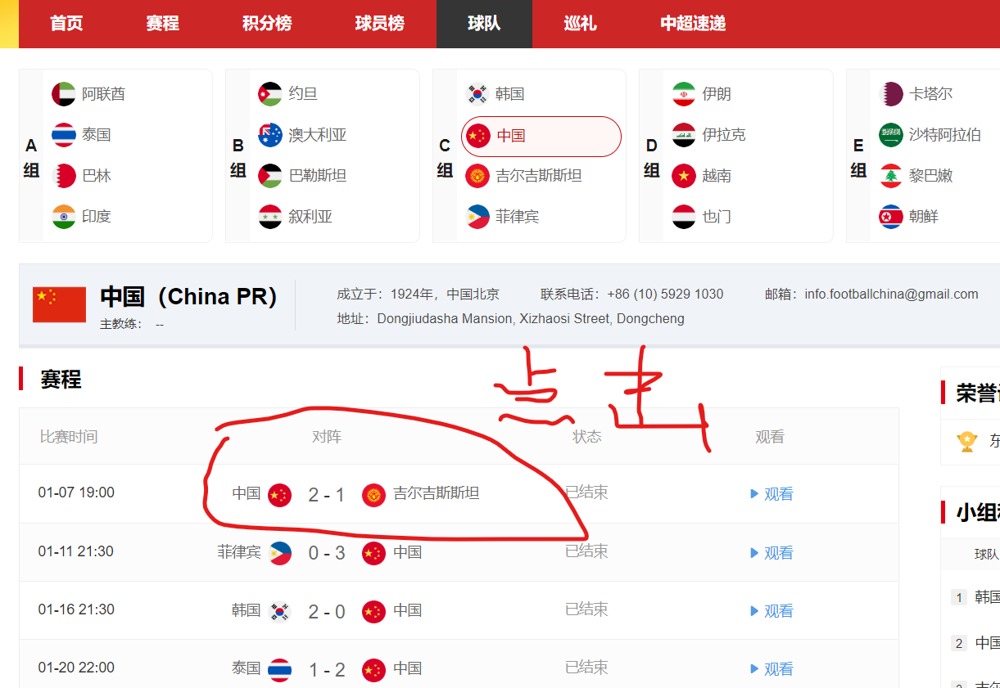 首页 赛程 积分榜 球员榜 球队 巡礼 中超速递
A组
阿联酋
泰国
巴林
印度
B组
约旦
澳大利亚
巴勒斯坦
叙利亚
C组
韩国
中国
吉尔吉斯斯坦
菲律宾
D组
伊朗
伊拉克
越南
也门
E组
卡塔尔
沙特阿拉伯
黎巴嫩
朝鲜
中国（China PR）
主教练： --
成立于：1924年，中国北京 联系电话：+86 (10) 5929 1030 邮箱：info.footballchina@gmail.com
地址：Dongjiudasha Mansion, Xizhaosi Street, Dongcheng
点击
赛程
比赛时间 对阵 状态 观看
01-07 19:00 中国 2 - 1 吉尔吉斯斯坦 已结束 观看
01-11 21:30 菲律宾 0 - 3 中国 已结束 观看
01-16 21:30 韩国 2 - 0 中国 已结束 观看
01-20 22:00 泰国 1 - 2 中国 已结束 观看
荣誉
东
小组
球队
1 韩国
2 中国